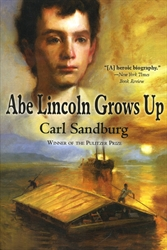 "[A] heroic biography."
—New York Times
Book Review
Abe Lincoln Grows Up
Carl Sandburg
WINNER OF THE PULITZER PRIZE